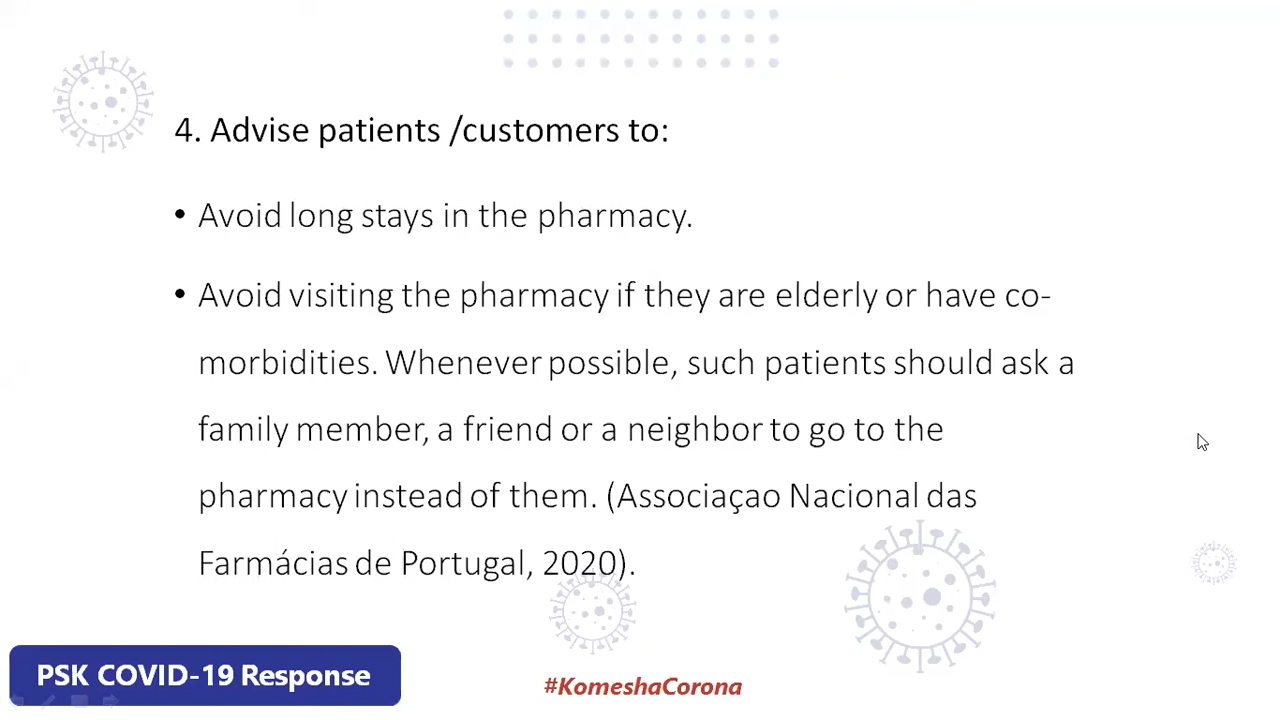 4. Advise patients /customers to:
• Avoid long stays in the pharmacy.
• Avoid visiting the pharmacy if they are elderly or have co-
morbidities. Whenever possible, such patients should ask a
family member, a friend or a neighbor to go to the
pharmacy instead of them. (Associaçao Nacional das
Farmácias de Portugal, 2020).
PSK COVID-19 Response
#KomeshaCorona